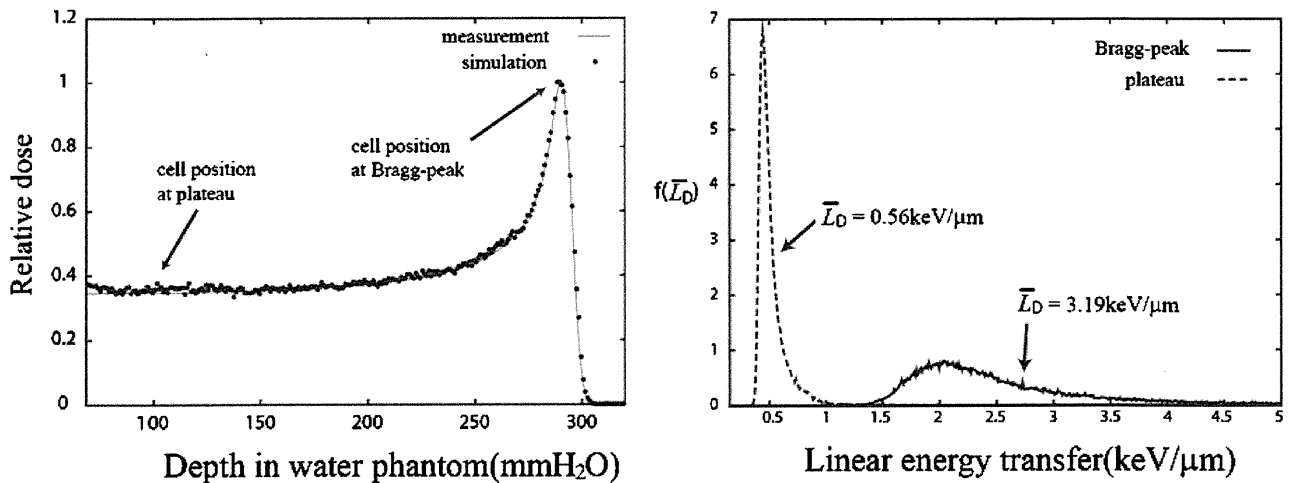 1.2
1
0.8
0.6
0.4
0.2
0
Relative dose
measurement
simulation
cell position
at Bragg-peak
cell position
at plateau
100 150 200 250 300
Depth in water phantom(mmH₂O)
7
6
5
4
3
2
1
0
f(L̅D)
Bragg-peak
plateau
L̅D = 0.56keV/μm
L̅D = 3.19keV/μm
0.5 1 1.5 2 2.5 3 3.5 4 4.5 5
Linear energy transfer(keV/μm)